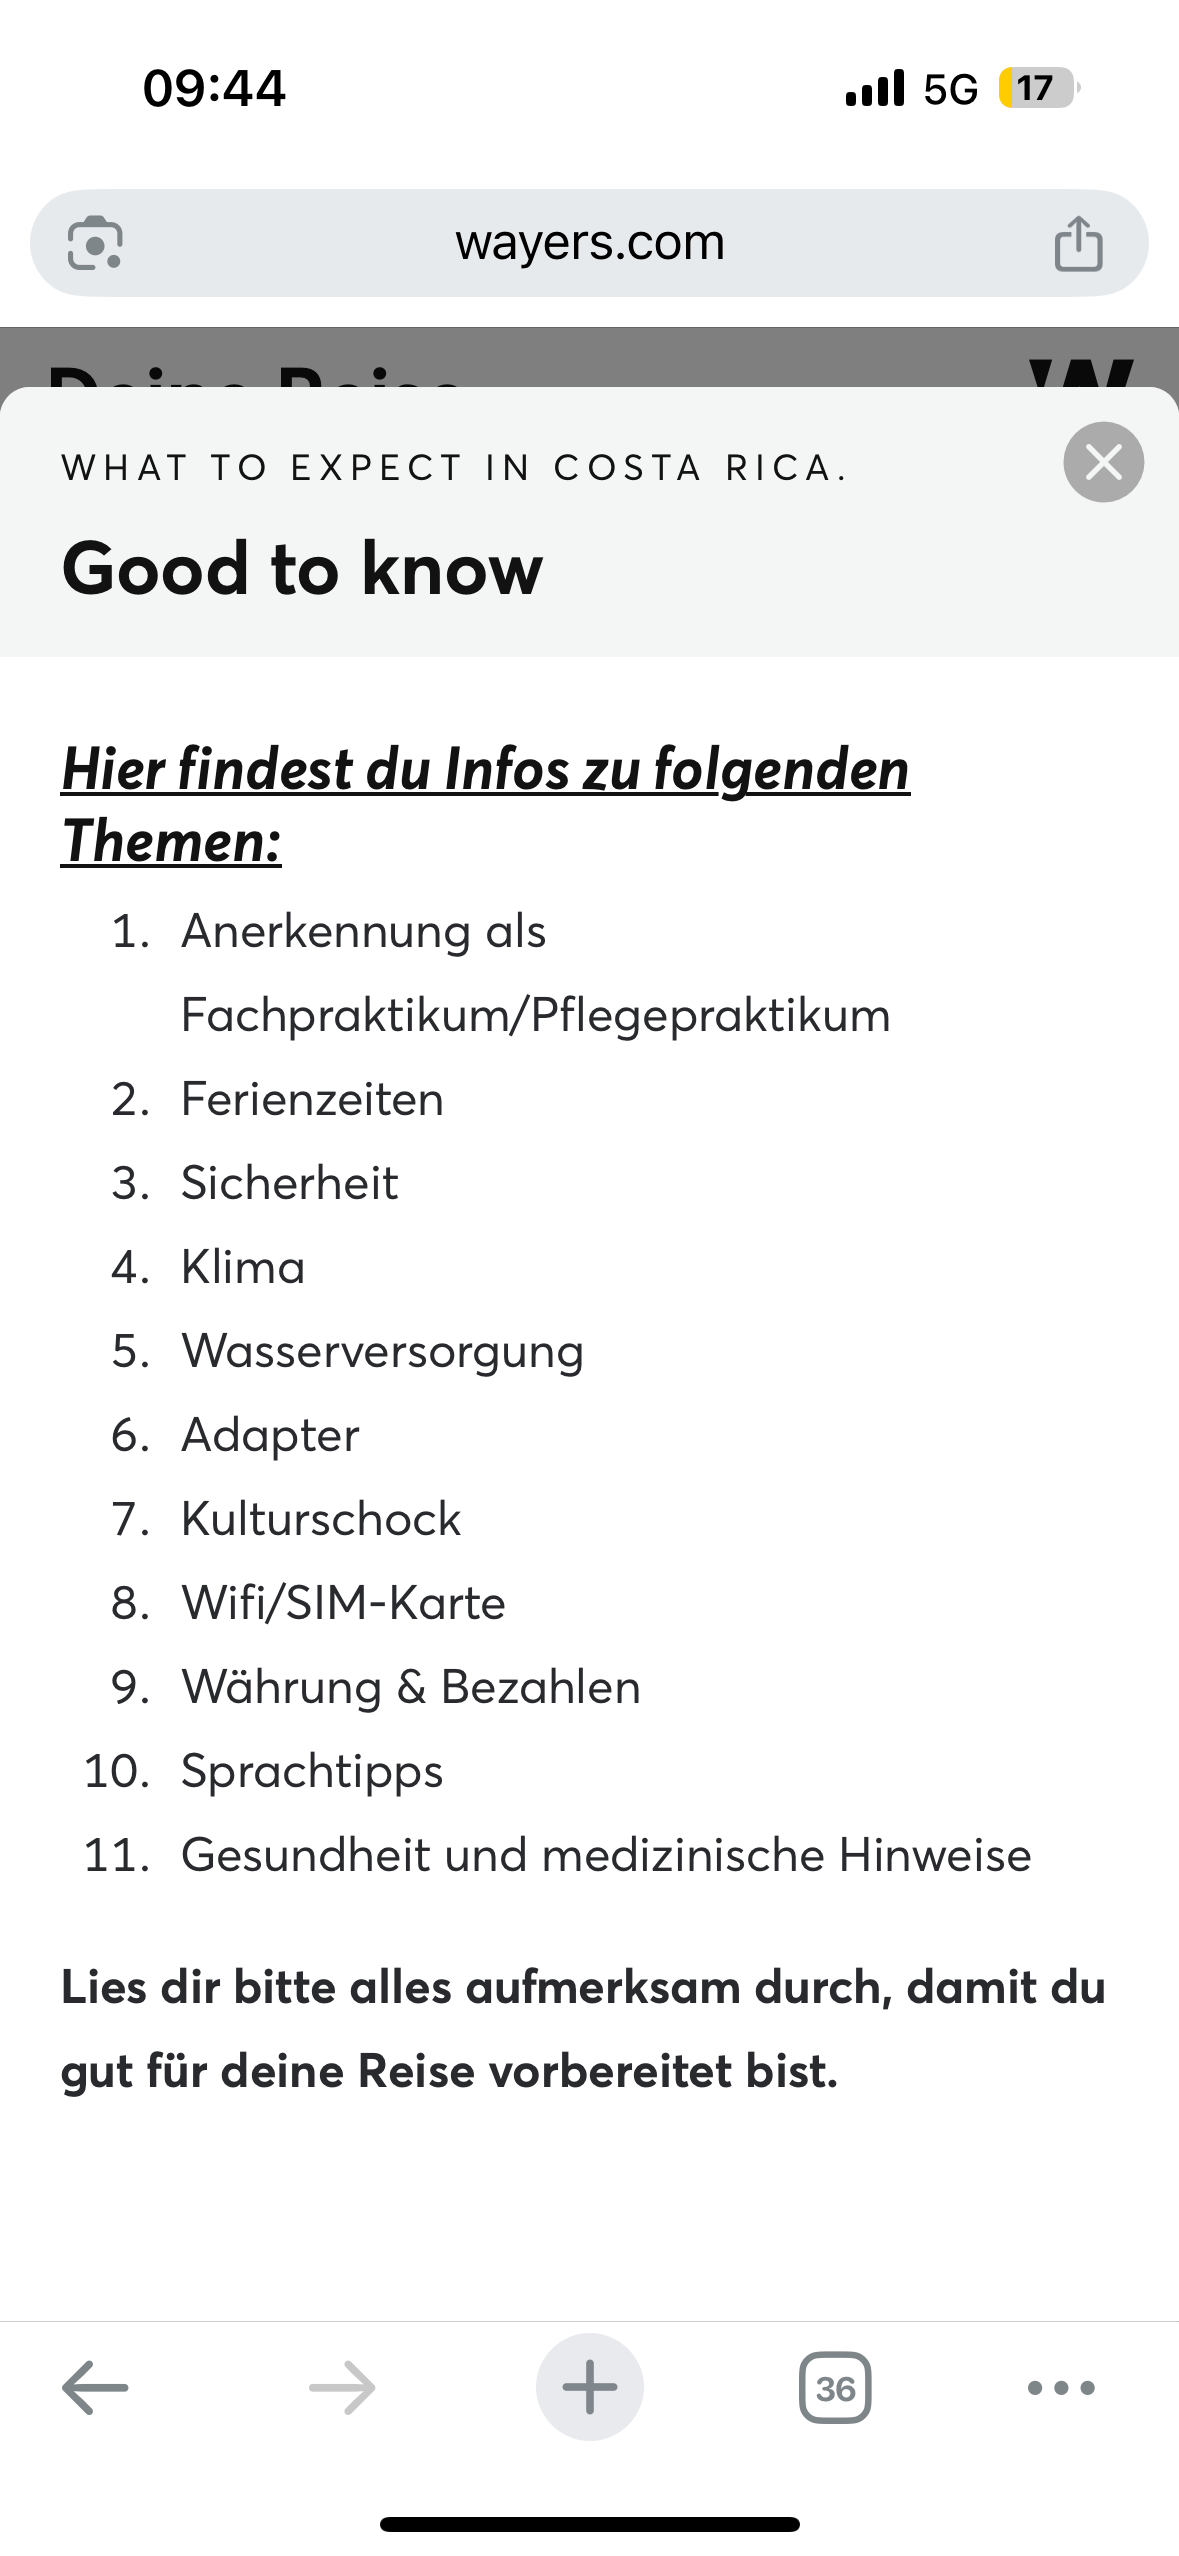 09:44
5G
17
wayers.com
Deine Reise
W
WHAT TO EXPECT IN COSTA RICA.
Good to know
Hier findest du Infos zu folgenden
Themen:
1. Anerkennung als
Fachpraktikum/Pflegepraktikum
2. Ferienzeiten
3. Sicherheit
4. Klima
5. Wasserversorgung
6. Adapter
7. Kulturschock
8. Wifi/SIM-Karte
9. Währung & Bezahlen
10. Sprachtipps
11. Gesundheit und medizinische Hinweise
Lies dir bitte alles aufmerksam durch, damit du
gut für deine Reise vorbereitet bist.
36